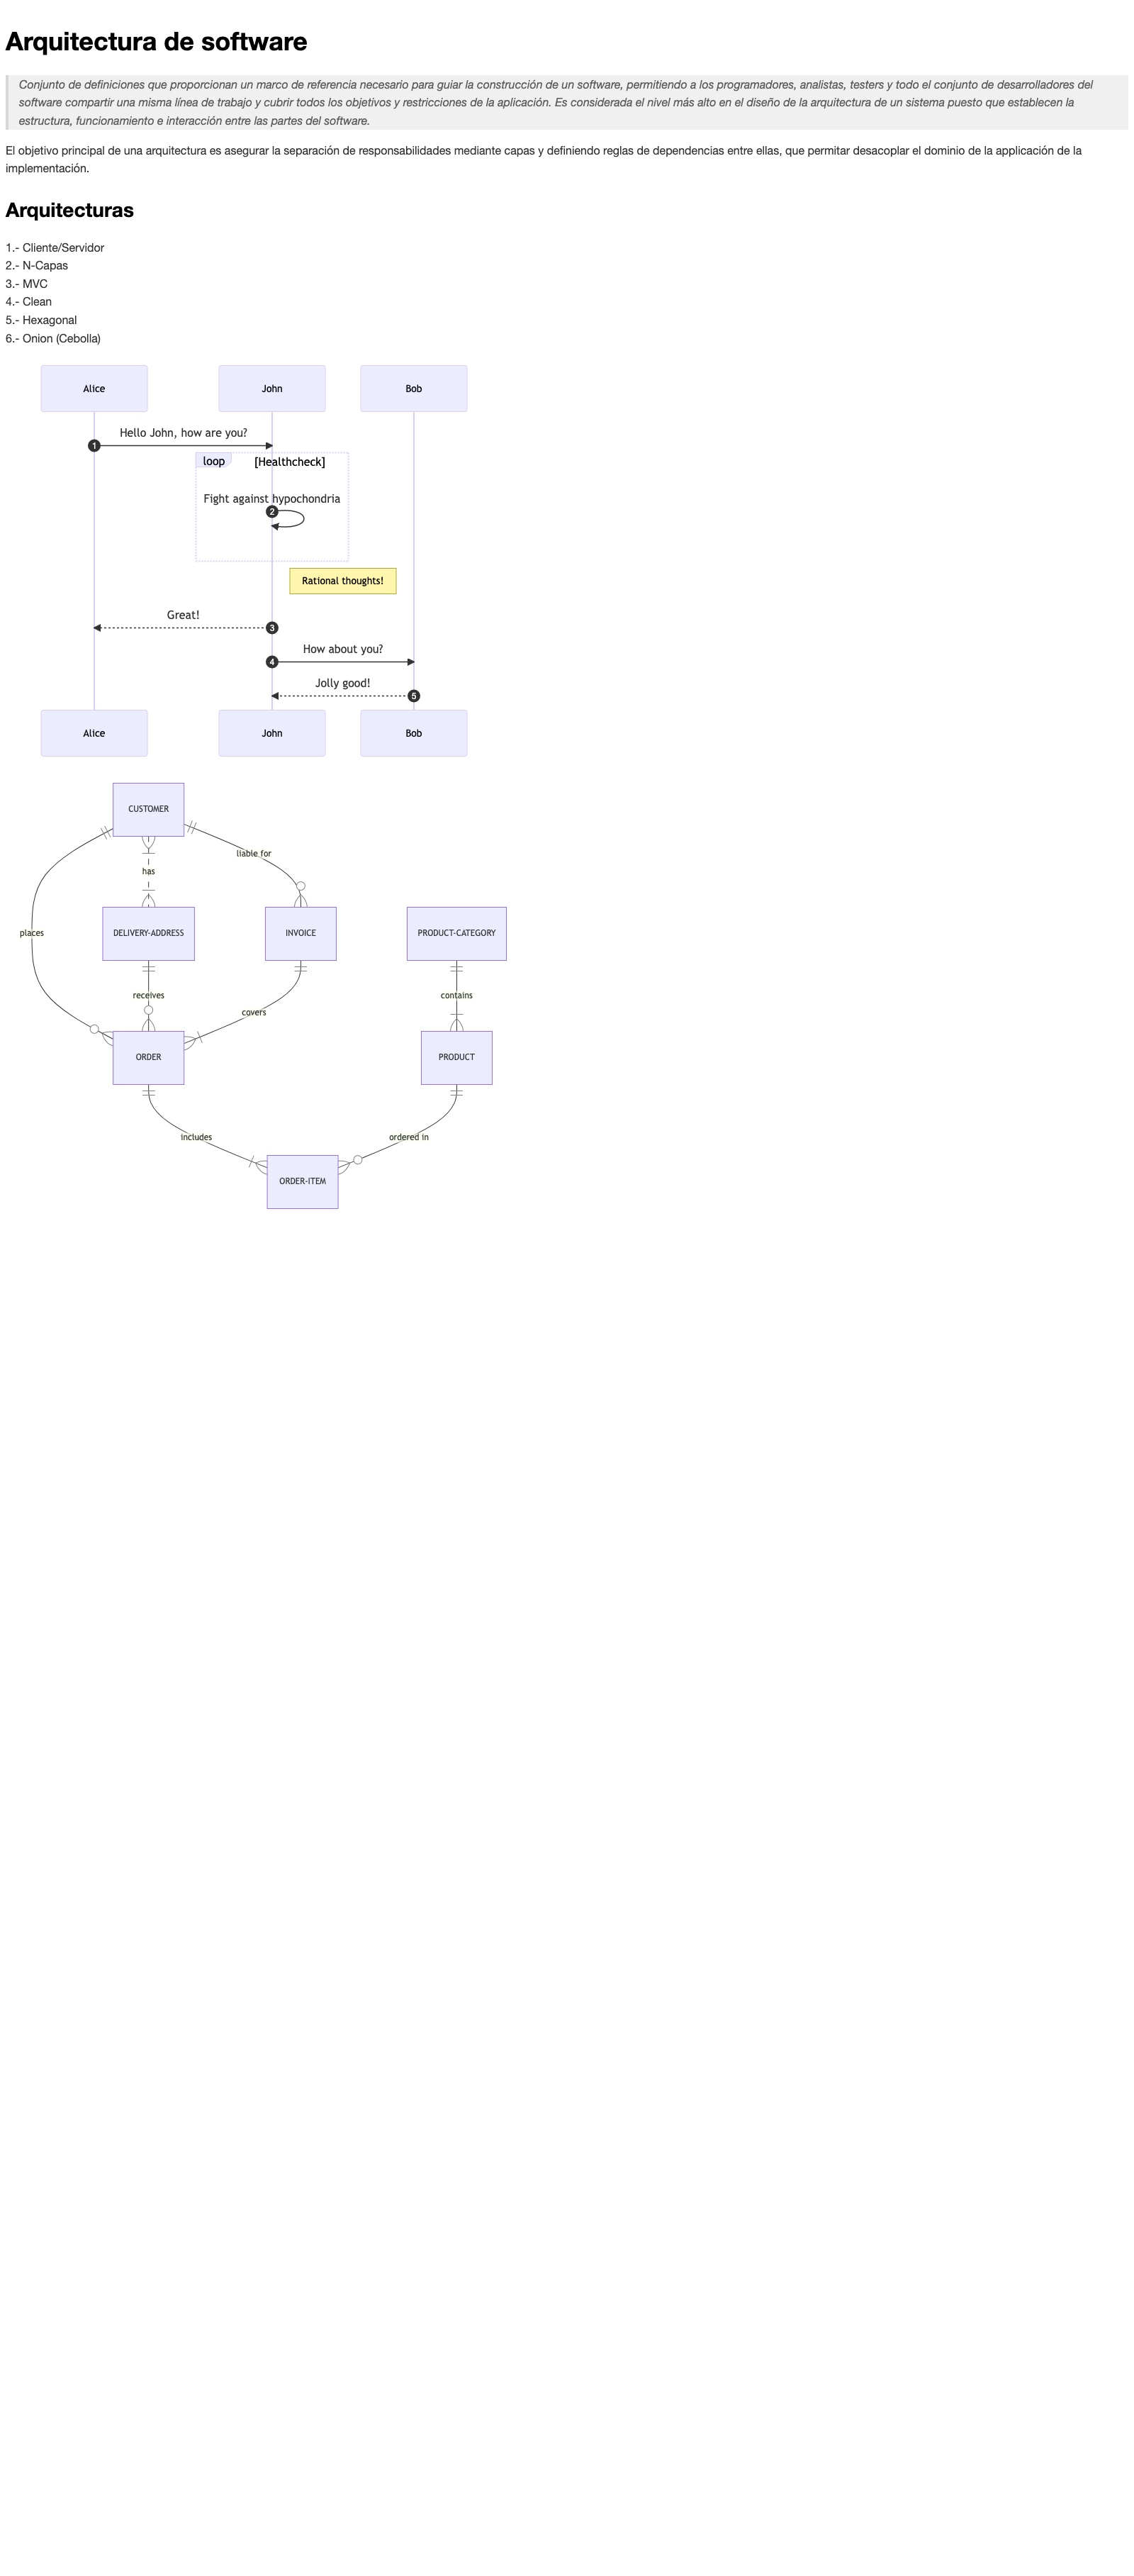 Arquitectura de software
Conjunto de definiciones que proporcionan un marco de referencia necesario para guiar la construcción de un software, permitiendo a los programadores, analistas, testers y todo el conjunto de desarrolladores del
software compartir una misma línea de trabajo y cubrir todos los objetivos y restricciones de la aplicación. Es considerada el nivel más alto en el diseño de la arquitectura de un sistema puesto que establecen la
estructura, funcionamiento e interacción entre las partes del software.
El objetivo principal de una arquitectura es asegurar la separación de responsabilidades mediante capas y definiendo reglas de dependencias entre ellas, que permitar desacoplar el dominio de la applicación de la
implementación.
Arquitecturas
1.- Cliente/Servidor
2.- N-Capas
3.- MVC
4.- Clean
5.- Hexagonal
6.- Onion (Cebolla)
Alice John Bob
Hello John, how are you?
1
loop [Healthcheck]
Fight against hypochondria
2
Rational thoughts!
Great!
3
How about you?
4
Jolly good!
5
Alice John Bob
CUSTOMER
liable for
has
places
DELIVERY-ADDRESS INVOICE PRODUCT-CATEGORY
receives contains
covers
ORDER PRODUCT
includes ordered in
ORDER-ITEM